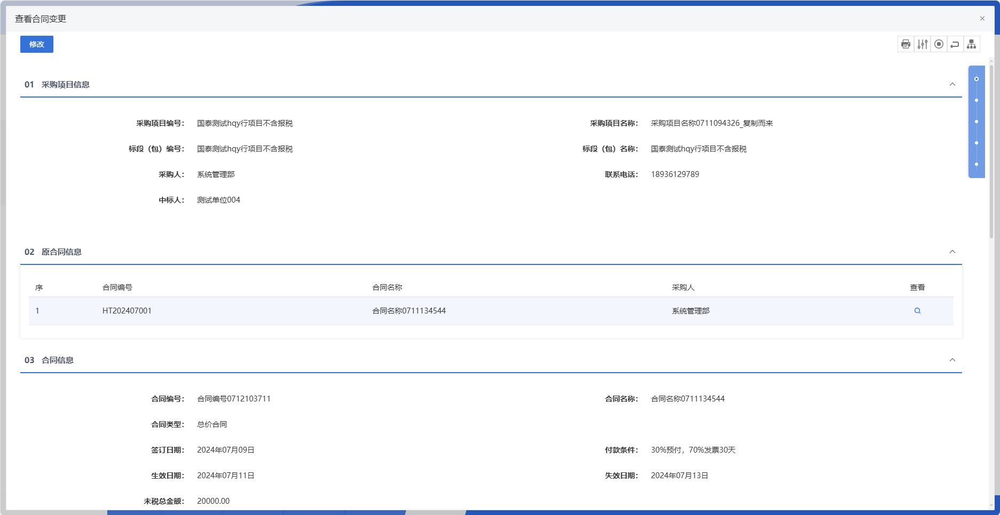 查看合同变更
修改
01 采购项目信息
采购项目编号： 国泰测试hqy行项目不含报税 采购项目名称： 采购项目名称0711094326_复制而来
标段（包）编号： 国泰测试hqy行项目不含报税 标段（包）名称： 国泰测试hqy行项目不含报税
采购人： 系统管理部 联系电话： 18936129789
中标人： 测试单位004
02 原合同信息
序 合同编号 合同名称 采购人 查看
1 HT202407001 合同名称0711134544 系统管理部
03 合同信息
合同编号： 合同编号0712103711 合同名称： 合同名称0711134544
合同类型： 总价合同
签订日期： 2024年07月09日 付款条件： 30%预付，70%发票30天
生效日期： 2024年07月11日 失效日期： 2024年07月13日
未税总金额： 20000.00